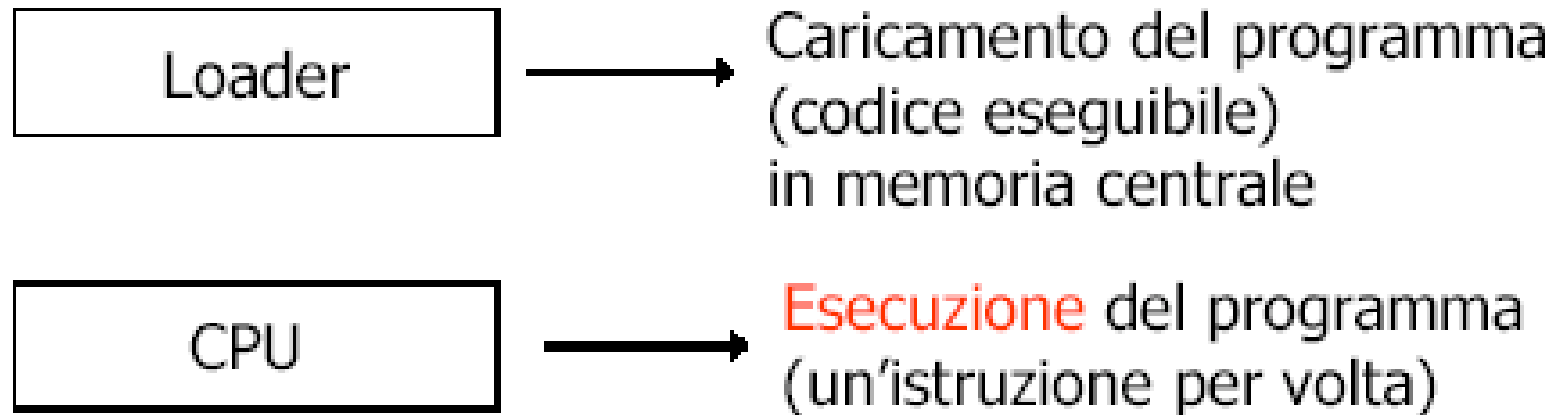 Loader
Caricamento del programma
(codice eseguibile)
in memoria centrale
CPU
Esecuzione del programma
(un'istruzione per volta)